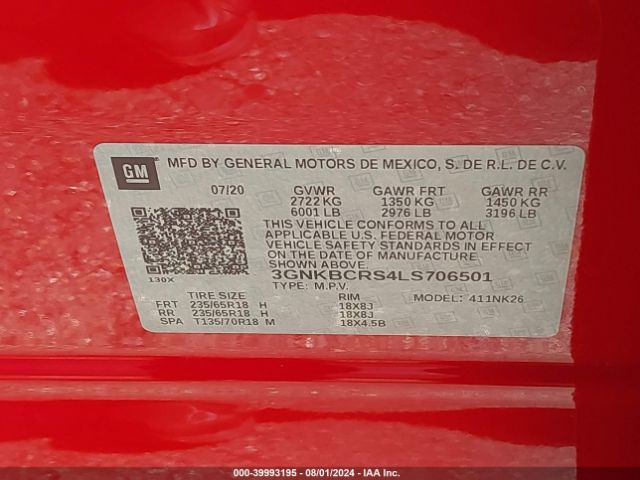 GM
MFD BY GENERAL MOTORS DE MEXICO, S. DE R.L. DE C.V.
07/20 GVWR GAWR FRT GAWR RR
2722 KG 1350 KG 1450 KG
6001 LB 2976 LB 3196 LB
THIS VEHICLE CONFORMS TO ALL
APPLICABLE U.S. FEDERAL MOTOR
VEHICLE SAFETY STANDARDS IN EFFECT
ON THE DATE OF MANUFACTURE
SHOWN ABOVE.
3GNKBCRS4LS706501
130X TYPE: M.P.V. MODEL: 411NK26
TIRE SIZE RIM
FRT 235/65R18 H 18X8J
RR 235/65R18 H 18X8J
SPA T135/70R18 M 18X4.5B
000-39993195 - 08/01/2024 - IAA Inc.